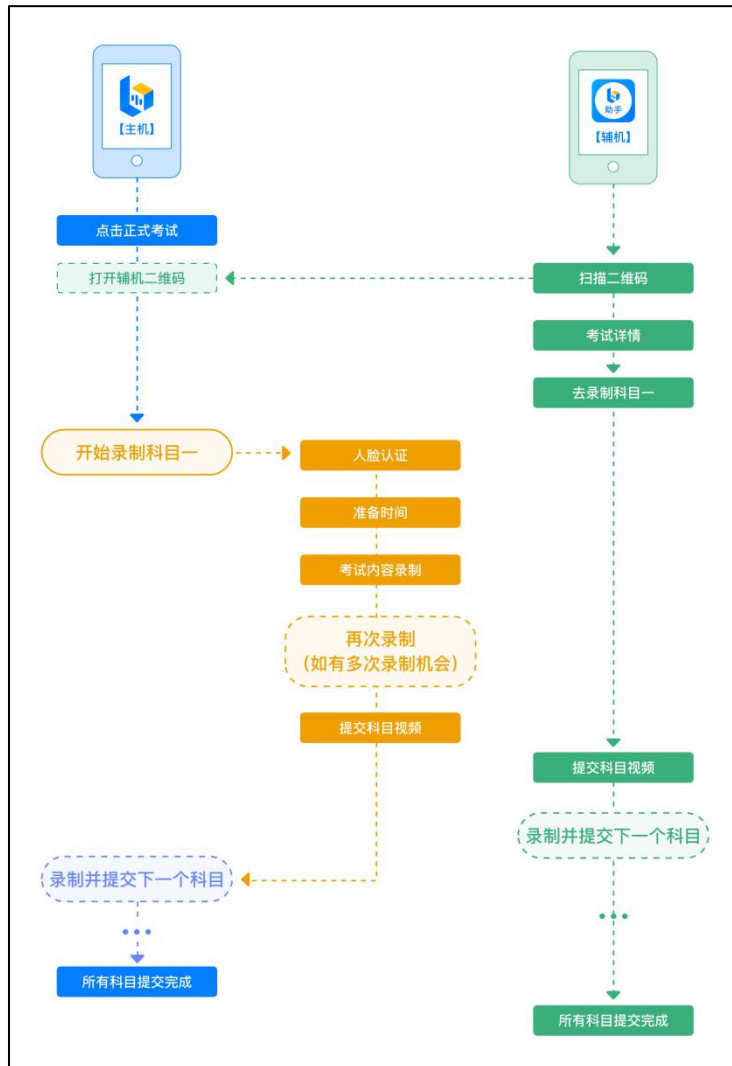 【主机】
助手
【辅机】
点击正式考试
打开辅机二维码
扫描二维码
考试详情
去录制科目一
开始录制科目一
人脸认证
准备时间
考试内容录制
再次录制
（如有多次录制机会）
提交科目视频
提交科目视频
录制并提交下一个科目
录制并提交下一个科目
所有科目提交完成
所有科目提交完成